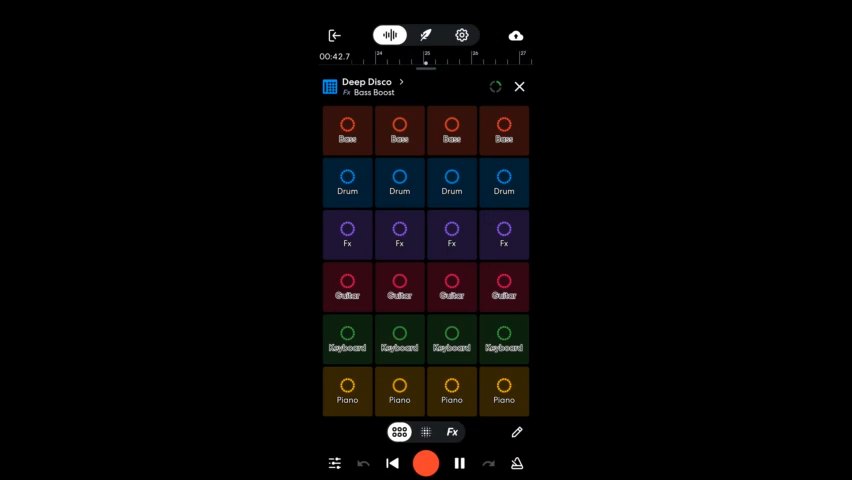 00:42.7 24 25 26 27
Deep Disco
Fx Bass Boost
Bass Bass Bass Bass
Drum Drum Drum Drum
Fx Fx Fx Fx
Guitar Guitar Guitar Guitar
Keyboard Keyboard Keyboard Keyboard
Piano Piano Piano Piano
Fx